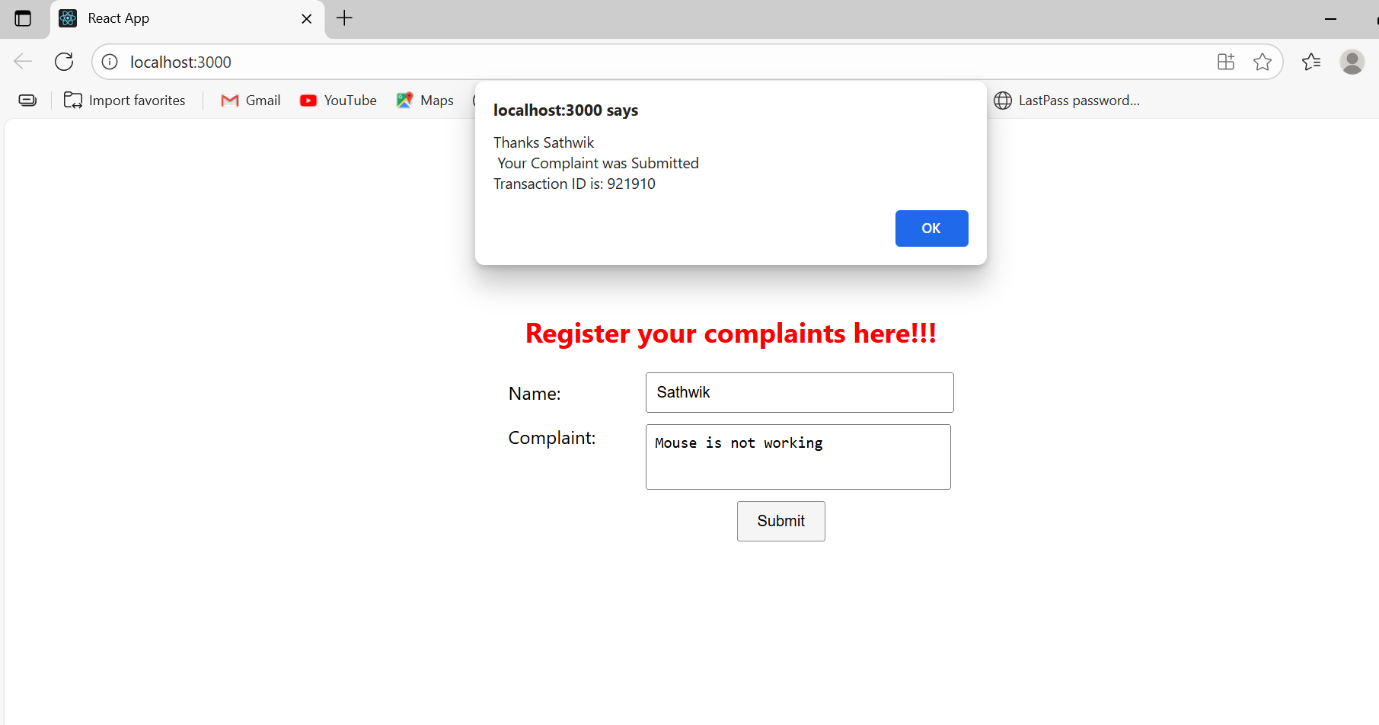 React App
localhost:3000
Import favorites
Gmail
YouTube
Maps
LastPass password...
localhost:3000 says
Thanks Sathwik
Your Complaint was Submitted
Transaction ID is: 921910
OK
Register your complaints here!!!
Name:
Sathwik
Complaint:
Mouse is not working
Submit